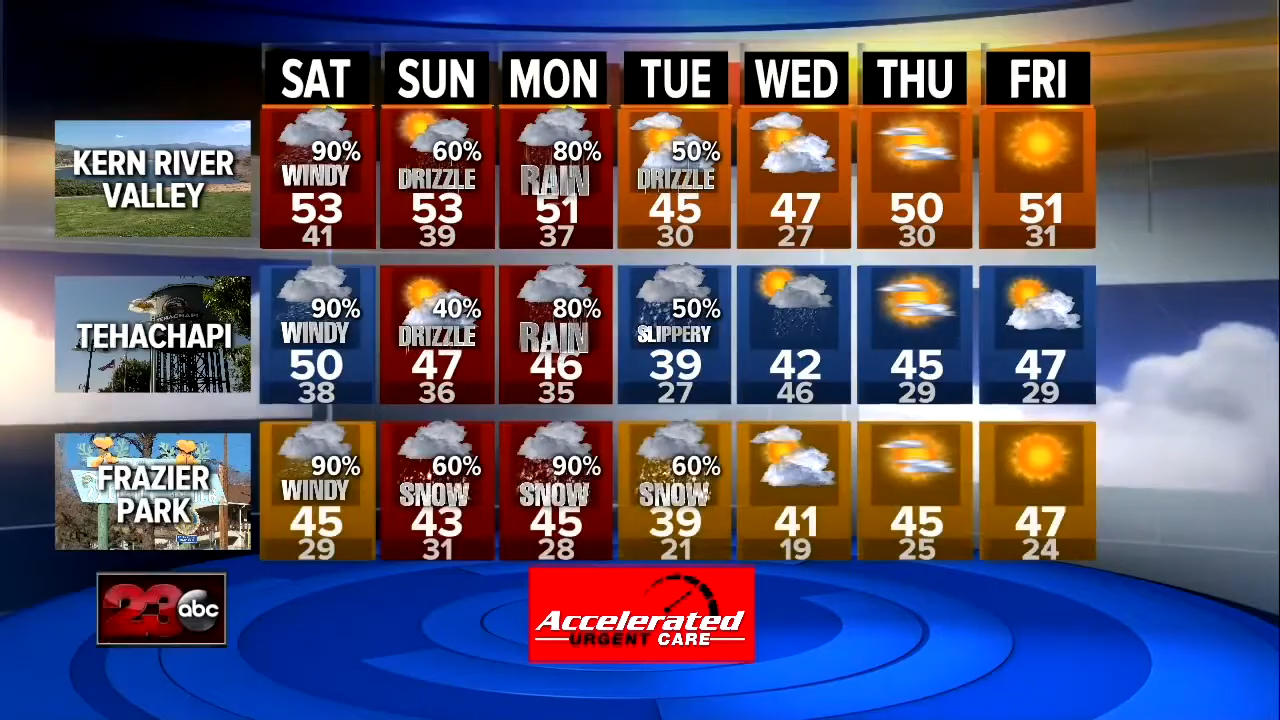 SAT SUN MON TUE WED THU FRI
KERN RIVER
VALLEY
90% 60% 80% 50%
WINDY DRIZZLE RAIN DRIZZLE
53 53 51 45 47 50 51
41 39 37 30 27 30 31
TEHACHAPI
90% 40% 80% 50%
WINDY DRIZZLE RAIN SLIPPERY
50 47 46 39 42 45 47
38 36 35 27 46 29 29
FRAZIER
PARK
90% 60% 90% 60%
WINDY SNOW SNOW SNOW
45 43 45 39 41 45 47
29 31 28 21 19 25 24
23 abc
Accelerated
URGENT CARE